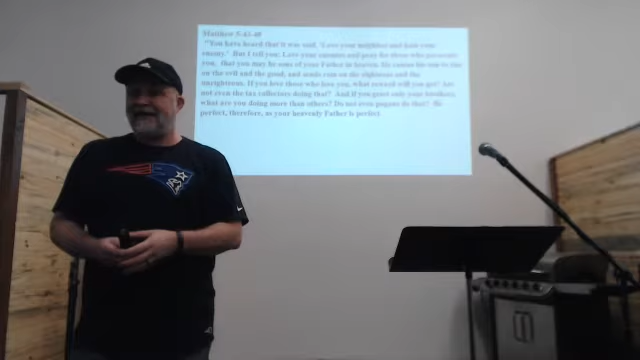 Matthew 5:43-48
"You have heard that it was said, 'Love your neighbor and hate your
enemy.' But I tell you: Love your enemies and pray for those who persecute
you, that you may be sons of your Father in heaven. He causes his sun to rise
on the evil and the good, and sends rain on the righteous and the
unrighteous. If you love those who love you, what reward will you get? Are
not even the tax collectors doing that? And if you greet only your brothers,
what are you doing more than others? Do not even pagans do that? Be
perfect, therefore, as your heavenly Father is perfect.